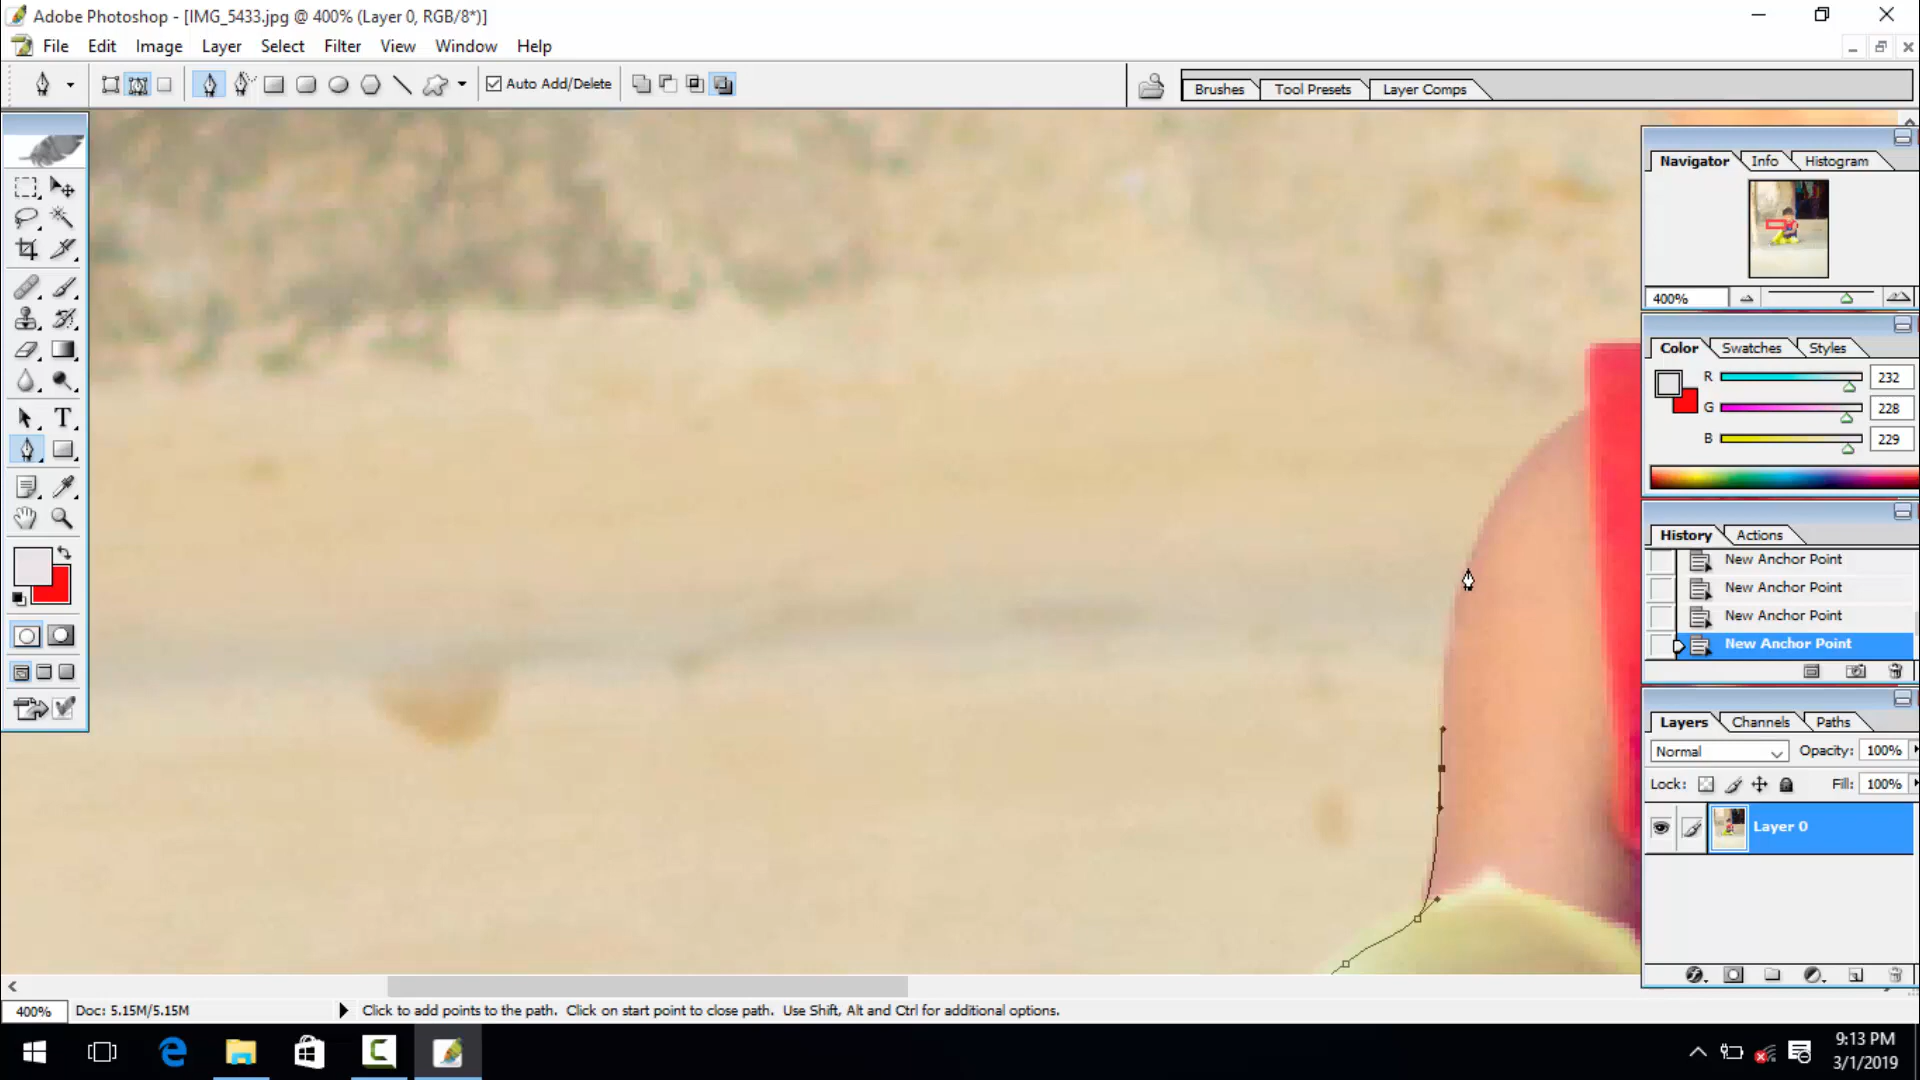 Adobe Photoshop - [IMG_5433.jpg @ 400% (Layer 0, RGB/8*)]
File Edit Image Layer Select Filter View Window Help
Auto Add/Delete
Brushes Tool Presets Layer Comps
Navigator Info Histogram
400%
Color Swatches Styles
R 232
G 228
B 229
T
History Actions
New Anchor Point
New Anchor Point
New Anchor Point
New Anchor Point
Layers Channels Paths
Normal Opacity: 100%
Lock: Fill: 100%
Layer 0
400% Doc: 5.15M/5.15M Click to add points to the path. Click on start point to close path. Use Shift, Alt and Ctrl for additional options.
9:13 PM
3/1/2019